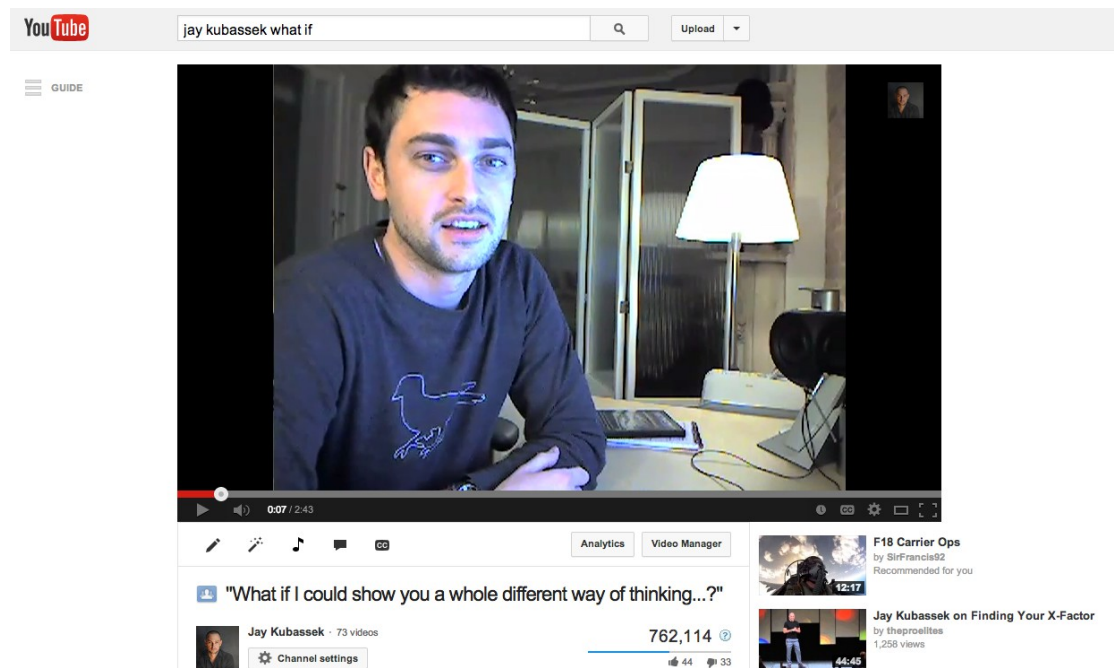 YouTube
jay kubassek what if
Upload
GUIDE
0:07 / 2:43
CC
CC
Analytics
Video Manager
"What if I could show you a whole different way of thinking...?"
Jay Kubassek · 73 videos
Channel settings
762,114 ?
44 33
F18 Carrier Ops
by SirFrancis92
Recommended for you
12:17
Jay Kubassek on Finding Your X-Factor
by theproelites
1,258 views
44:45